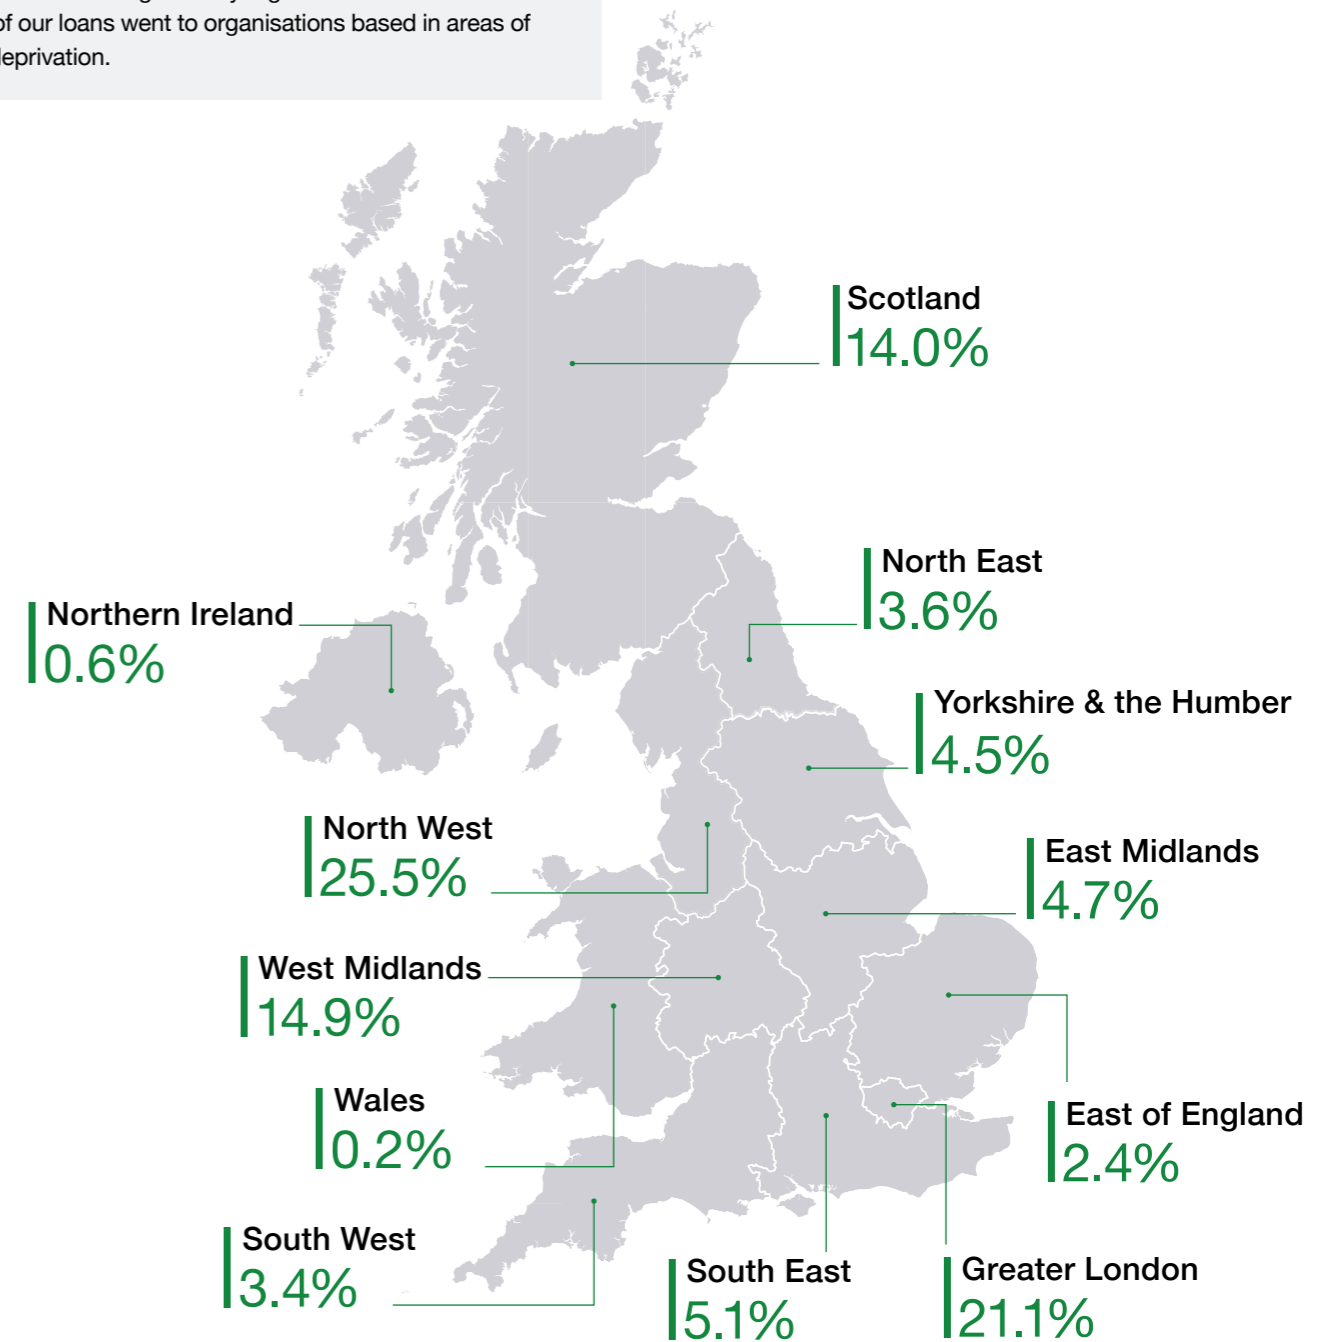 of our loans went to organisations based in areas of
deprivation.
Scotland
14.0%
North East
3.6%
Northern Ireland
0.6%
Yorkshire & the Humber
4.5%
North West
25.5%
East Midlands
4.7%
West Midlands
14.9%
Wales
0.2%
East of England
2.4%
South West
3.4%
South East
5.1%
Greater London
21.1%